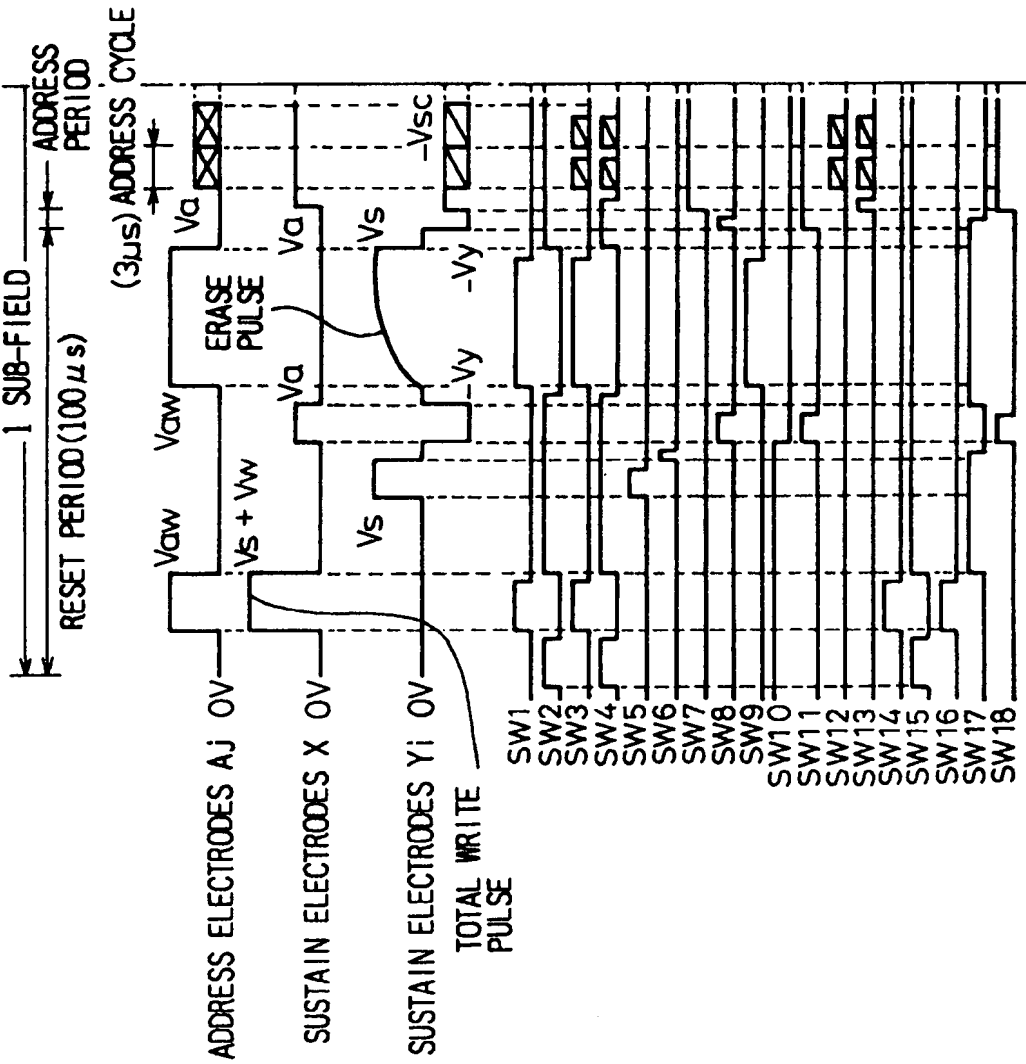 1 SUB-FIELD
RESET PERIOD (100μs)
ADDRESS
PERIOD
(3μs) ADDRESS CYCLE
ADDRESS ELECTRODES Aj 0V
Vaw
Vaw
Va
SUSTAIN ELECTRODES X 0V
Vs + Vw
Va
Va
ERASE
PULSE
SUSTAIN ELECTRODES Yi 0V
Vs
-Vy
Vs
-Vy
-Vsc
TOTAL WRITE
PULSE
SW1
SW2
SW3
SW4
SW5
SW6
SW7
SW8
SW9
SW10
SW11
SW12
SW13
SW14
SW15
SW16
SW17
SW18